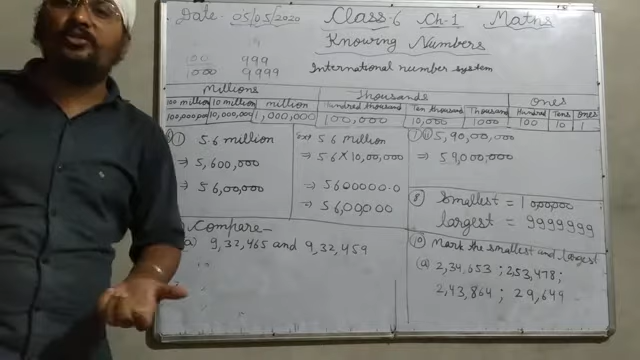 Date 05/05/2020 Class-6 Ch-1 Maths
Knowing Numbers
100 999
1000 9999
International number system
Millions Thousands Ones
100 million 10 million million Hundred thousand Ten thousand Thousand Hundred Tens Ones
100,000,000 10,000,000 1,000,000 100,000 10,000 1000 100 10 1
5.6 million
⇒ 5,600,000
⇒ 56,00,000
5.6 Million
⇒ 5.6 X 10,00,000
⇒ 5600000.0
⇒ 56,00,000
5,90,00,000
⇒ 59,000,000
8 Smallest = 1000000
largest = 9999999
Compare-
(a) 9,32,465 and 9,32,459
10 Mark the smallest and largest
(a) 2,34,653 ; 2,53,478 ;
2,43,864 ; 29,649